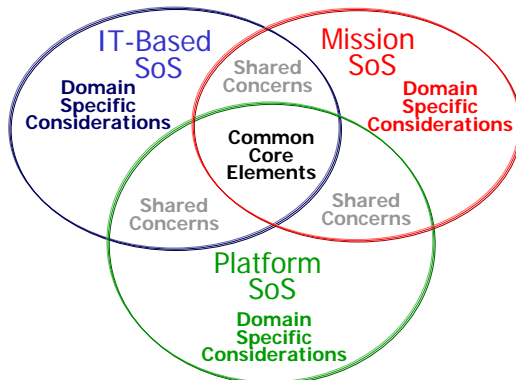 IT-Based
SoS
Domain
Specific
Considerations
Shared
Concerns
Mission
SoS
Domain
Specific
Considerations
Common
Core
Elements
Shared
Concerns
Shared
Concerns
Platform
SoS
Domain
Specific
Considerations